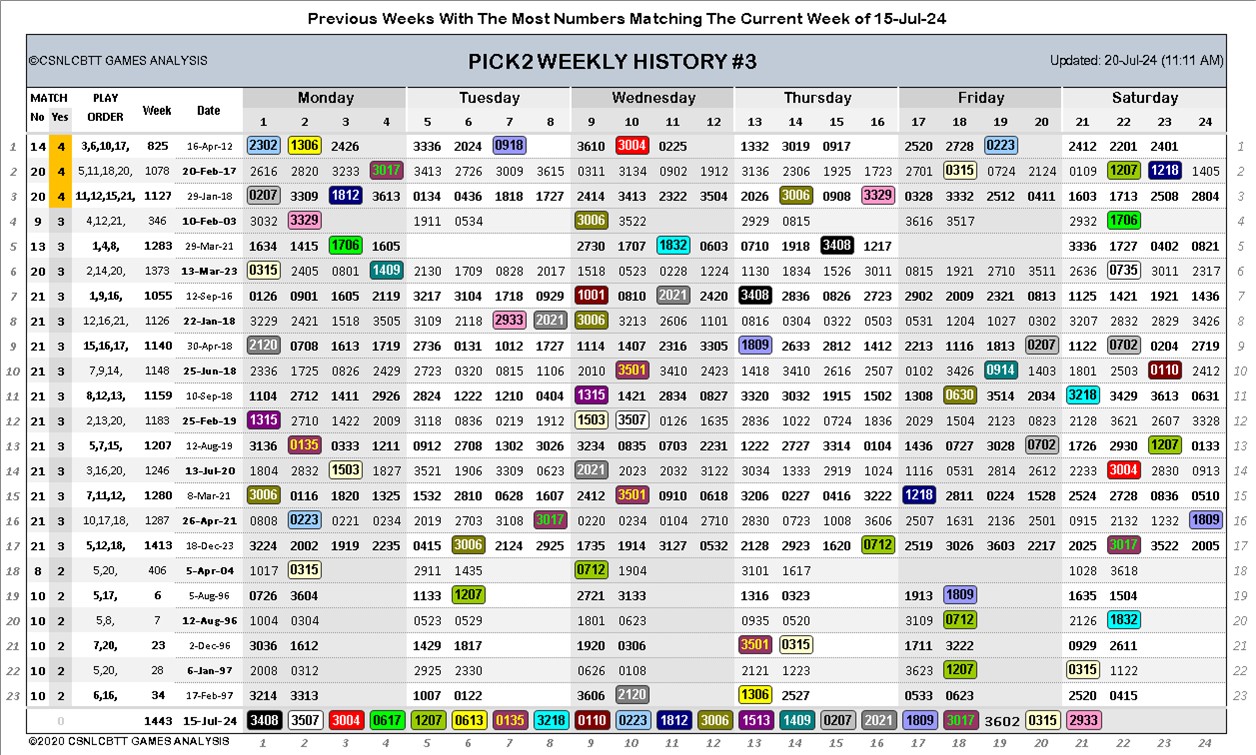 Previous Weeks With The Most Numbers Matching The Current Week of 15-Jul-24
©CSNLCBTT GAMES ANALYSIS PICK2 WEEKLY HISTORY #3 Updated: 20-Jul-24 (11:11 AM)
MATCH PLAY Week Date Monday Tuesday Wednesday Thursday Friday Saturday
No Yes ORDER 1 2 3 4 5 6 7 8 9 10 11 12 13 14 15 16 17 18 19 20 21 22 23 24
1 14 4 3,6,10,17, 825 16-Apr-12 2302 1306 2426 3336 2024 0918 3610 3004 0225 1332 3019 0917 2520 2728 0223 2412 2201 2401 1
2 20 4 5,11,18,20, 1078 20-Feb-17 2616 2820 3233 3017 3413 2726 3009 3615 0311 3134 0902 1912 3136 2306 1925 1723 2701 0315 0724 2124 0109 1207 1218 1405 2
3 20 4 11,12,15,21, 1127 29-Jan-18 0207 3309 1812 3613 0134 0436 1818 1727 2414 3413 2322 3504 2026 3006 0908 3329 0328 3332 2512 0411 1603 1713 2508 2804 3
4 9 3 4,12,21, 346 10-Feb-03 3032 3329 1911 0534 3006 3522 2929 0815 3616 3517 2932 1706 4
5 13 3 1,4,8, 1283 29-Mar-21 1634 1415 1706 1605 2730 1707 1832 0603 0710 1918 3408 1217 3336 1727 0402 0821 5
6 20 3 2,14,20, 1373 13-Mar-23 0315 2405 0801 1409 2130 1709 0828 2017 1518 0523 0228 1224 1130 1834 1526 3011 0815 1921 2710 3511 2636 0735 3011 2317 6
7 21 3 1,9,16, 1055 12-Sep-16 0126 0901 1605 2119 3217 3104 1718 0929 1001 0810 2021 2420 3408 2836 0826 2723 2902 2009 2321 0813 1125 1421 1921 1436 7
8 21 3 12,16,21, 1126 22-Jan-18 3229 2421 1518 3505 3109 2118 2933 2021 3006 3213 2606 1101 0816 0304 0322 0503 0531 1204 1027 0302 3207 2832 2829 3426 8
9 21 3 15,16,17, 1140 30-Apr-18 2120 0708 1613 1719 2736 0131 1012 1727 1114 1407 2316 3305 1809 2633 2812 1412 2213 1116 1813 0207 1122 0702 0204 2719 9
10 21 3 7,9,14, 1148 25-Jun-18 2336 1725 0826 2429 2723 0320 0815 1106 2010 3501 3410 2423 1418 3410 2616 2507 0102 3426 0914 1403 1801 2503 0110 2412 10
11 21 3 8,12,13, 1159 10-Sep-18 1104 2712 1411 2926 2824 1222 1210 0404 1315 1421 2834 0827 3320 3032 1915 1502 1308 0630 3514 2034 3218 3429 3613 0631 11
12 21 3 2,13,20, 1183 25-Feb-19 1315 2710 1422 2009 3118 0836 0219 1912 1503 3507 0126 1635 2836 1022 0724 1836 2029 1504 2123 0823 2128 3621 2607 3328 12
13 21 3 5,7,15, 1207 12-Aug-19 3136 0135 0333 1211 0912 2708 1302 3026 3234 0835 0703 2231 1222 2727 3314 0104 1436 0727 3028 0702 1726 2930 1207 0133 13
14 21 3 3,16,20, 1246 13-Jul-20 1804 2832 1503 1827 3521 1906 3309 0623 2021 2023 2032 3122 3034 1333 2919 1024 1116 0531 2814 2612 2233 3004 2830 0913 14
15 21 3 7,11,12, 1280 8-Mar-21 3006 0116 1820 1325 1532 2810 0628 1607 2412 3501 0910 0618 3206 0227 0416 3222 1218 2811 0224 1528 2524 2728 0836 0510 15
16 21 3 10,17,18, 1287 26-Apr-21 0808 0223 0221 0234 2019 2703 3108 3017 0220 0234 0104 2710 2830 0723 1008 3606 2507 1631 2136 2501 0915 2132 1232 1809 16
17 21 3 5,12,18, 1413 18-Dec-23 3224 2002 1919 2235 0415 3006 2124 2925 1735 1914 3127 0532 2128 2923 1620 0712 2519 3026 3603 2217 2025 3017 3522 2005 17
18 8 2 5,20, 406 5-Apr-04 1017 0315 2911 1435 0712 1904 3101 1617 1028 3618 18
19 10 2 5,17, 6 5-Aug-96 0726 3604 1133 1207 2721 3133 1316 0323 1913 1809 1635 1504 19
20 10 2 5,8, 7 12-Aug-96 1004 0304 0523 0529 1801 0623 0935 0520 3109 0712 2126 1832 20
21 10 2 7,20, 23 2-Dec-96 3036 1612 1429 1817 1920 0306 3501 0315 1711 3222 0929 2611 21
22 10 2 5,20, 28 6-Jan-97 2008 0312 2925 2330 0626 0108 2121 1223 3623 1207 0315 1122 22
23 10 2 6,16, 34 17-Feb-97 3214 3313 1007 0122 3606 2120 1306 2527 0533 0623 2520 0415 23
0 1443 15-Jul-24 3408 3507 3004 0617 1207 0613 0135 3218 0110 0223 1812 3006 1513 1409 0207 2021 1809 3017 3602 0315 2933
©2020 CSNLCBTT GAMES ANALYSIS 1 2 3 4 5 6 7 8 9 10 11 12 13 14 15 16 17 18 19 20 21 22 23 24